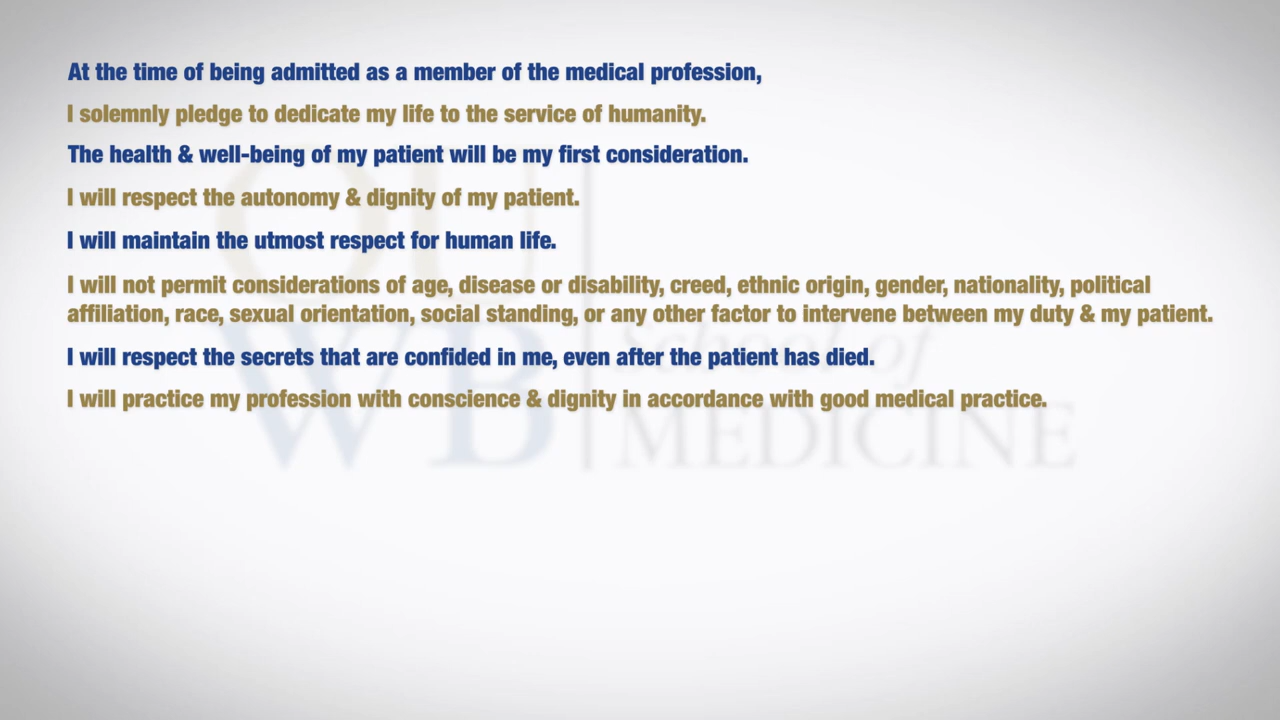 At the time of being admitted as a member of the medical profession,
I solemnly pledge to dedicate my life to the service of humanity.
The health & well-being of my patient will be my first consideration.
I will respect the autonomy & dignity of my patient.
I will maintain the utmost respect for human life.
I will not permit considerations of age, disease or disability, creed, ethnic origin, gender, nationality, political
affiliation, race, sexual orientation, social standing, or any other factor to intervene between my duty & my patient.
I will respect the secrets that are confided in me, even after the patient has died.
I will practice my profession with conscience & dignity in accordance with good medical practice.
OU
WB
School of
MEDICINE